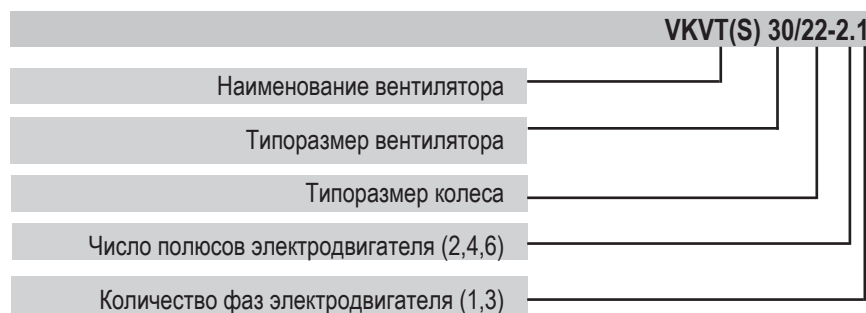 VKVT(S) 30/22-2.1
Наименование вентилятора
Типоразмер вентилятора
Типоразмер колеса
Число полюсов электродвигателя (2,4,6)
Количество фаз электродвигателя (1,3)